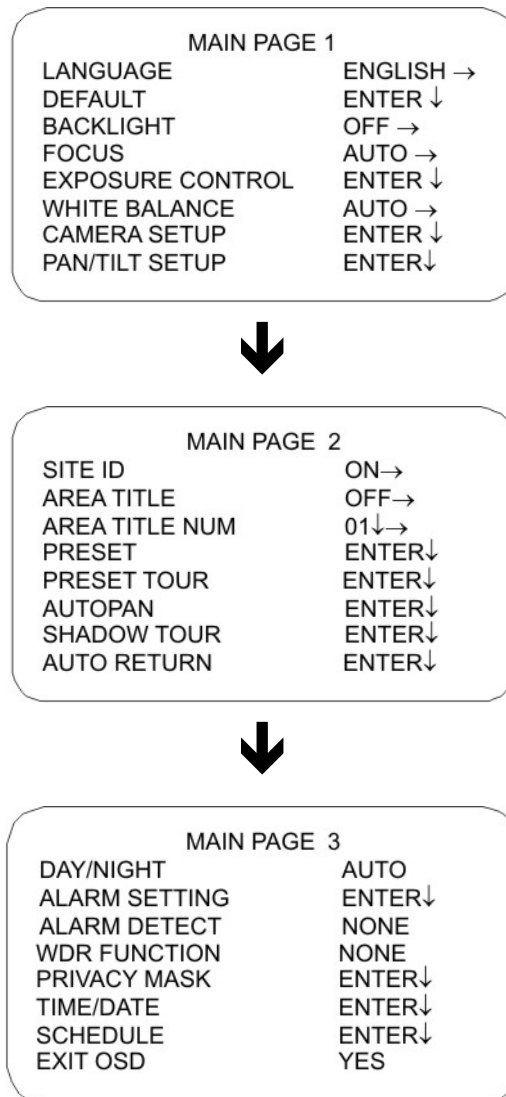 MAIN PAGE 1
LANGUAGE ENGLISH →
DEFAULT ENTER ↓
BACKLIGHT OFF →
FOCUS AUTO →
EXPOSURE CONTROL ENTER ↓
WHITE BALANCE AUTO →
CAMERA SETUP ENTER ↓
PAN/TILT SETUP ENTER↓
MAIN PAGE 2
SITE ID ON→
AREA TITLE OFF→
AREA TITLE NUM 01↓→
PRESET ENTER↓
PRESET TOUR ENTER↓
AUTOPAN ENTER↓
SHADOW TOUR ENTER↓
AUTO RETURN ENTER↓
MAIN PAGE 3
DAY/NIGHT AUTO
ALARM SETTING ENTER↓
ALARM DETECT NONE
WDR FUNCTION NONE
PRIVACY MASK ENTER↓
TIME/DATE ENTER↓
SCHEDULE ENTER↓
EXIT OSD YES